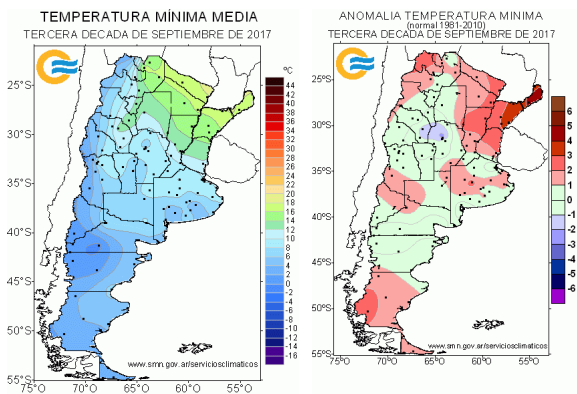 TEMPERATURA MÍNIMA MEDIA
TERCERA DECADA DE SEPTIEMBRE DE 2017
25°S
30°S
35°S
40°S
45°S
50°S
55°S
75°O 70°O 65°O 60°O 55°O
www.smn.gov.ar/serviciosclimaticos
°C
44
42
40
38
36
34
32
30
28
26
24
22
20
18
16
14
12
10
8
6
4
2
0
-2
-4
-6
-8
-10
-12
-14
-16
ANOMALIA TEMPERATURA MINIMA
(normal 1981-2010)
TERCERA DECADA DE SEPTIEMBRE DE 2017
25°S
30°S
35°S
40°S
45°S
50°S
55°S
75°O 70°O 65°O 60°O 55°O
www.smn.gov.ar/serviciosclimaticos
6
5
4
3
2
1
0
-1
-2
-3
-4
-5
-6